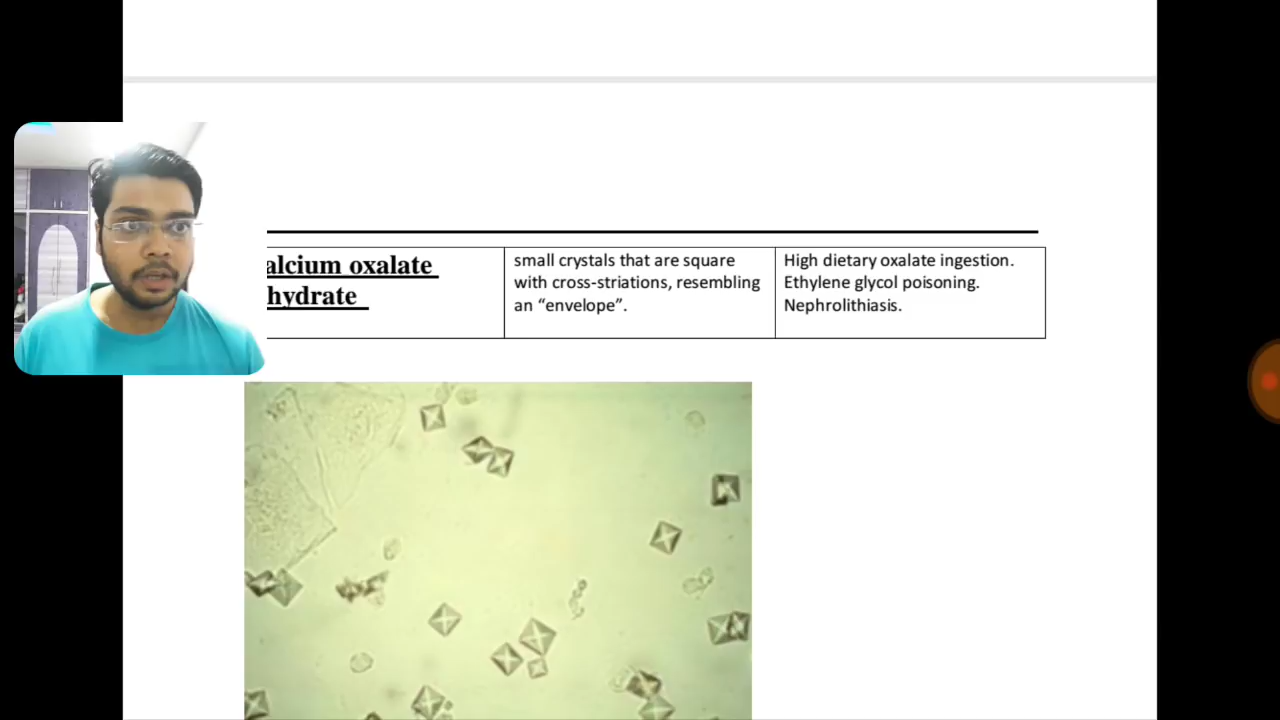 alcium oxalate
hydrate
small crystals that are square
with cross-striations, resembling
an “envelope”.
High dietary oxalate ingestion.
Ethylene glycol poisoning.
Nephrolithiasis.